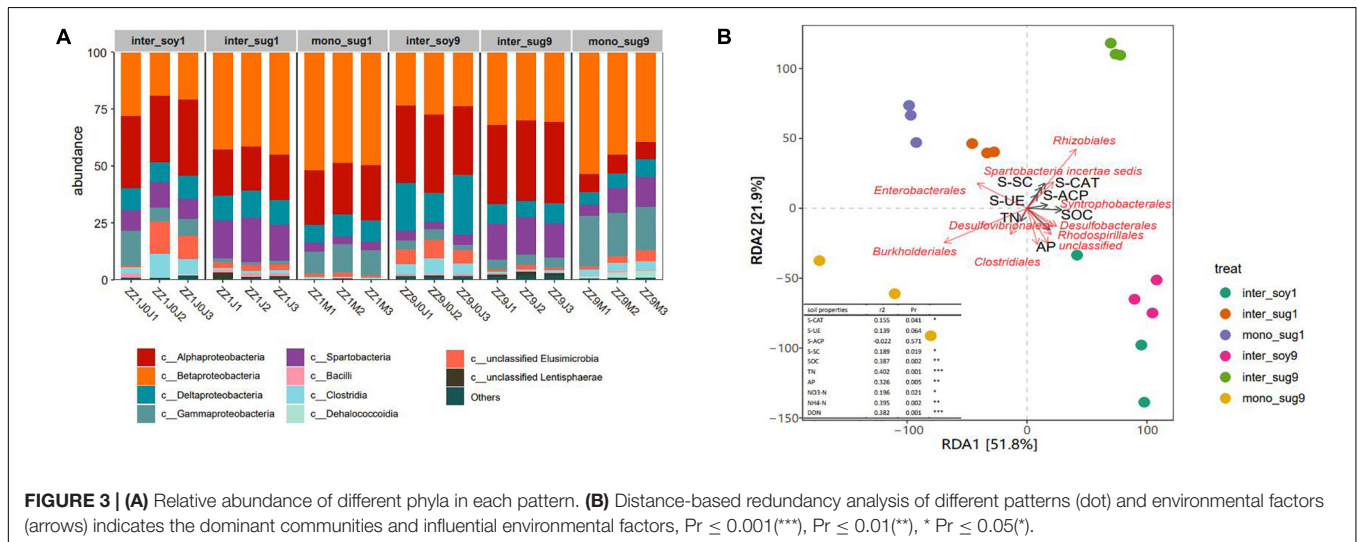 A
inter_soy1 inter_sug1 mono_sug1 inter_soy9 inter_sug9 mono_sug9
100
75
50
25
0
abundance
ZZ1J0J1 ZZ1J0J2 ZZ1J0J3 ZZ1J1 ZZ1J2 ZZ1J3 ZZ1M1 ZZ1M2 ZZ1M3 ZZ9J0J1 ZZ9J0J2 ZZ9J0J3 ZZ9J1 ZZ9J2 ZZ9J3 ZZ9M1 ZZ9M2 ZZ9M3
c__Alphaproteobacteria c__Spartobacteria c__unclassified Elusimicrobia
c__Betaproteobacteria c__Bacilli c__unclassified Lentisphaerae
c__Deltaproteobacteria c__Clostridia Others
c__Gammaproteobacteria c__Dehalococcoidia
B
100
50
0
-50
-100
-150
RDA2 [21.9%]
Rhizobiales
Spartobacteria incertae sedis
S-SC S-CAT
Enterobacterales S-ACP
S-UE Syntrophobacterales
TN SOC
Desulfovibrionales Desulfobacterales
Rhodospirillales
Burkholderiales AP unclassified
Clostridiales
soil properties r2 Pr
S-CAT 0.155 0.041 *
S-UE 0.139 0.064
S-ACP -0.022 0.571
S-SC 0.189 0.019 *
SOC 0.387 0.002 **
TN 0.402 0.001 ***
AP 0.326 0.005 **
NO3-N 0.196 0.021 *
NH4-N 0.395 0.002 **
DON 0.382 0.001 ***
-100 0 100
RDA1 [51.8%]
treat
inter_soy1
inter_sug1
mono_sug1
inter_soy9
inter_sug9
mono_sug9
FIGURE 3 | (A) Relative abundance of different phyla in each pattern. (B) Distance-based redundancy analysis of different patterns (dot) and environmental factors
(arrows) indicates the dominant communities and influential environmental factors, Pr ≤ 0.001(***), Pr ≤ 0.01(**), * Pr ≤ 0.05(*).